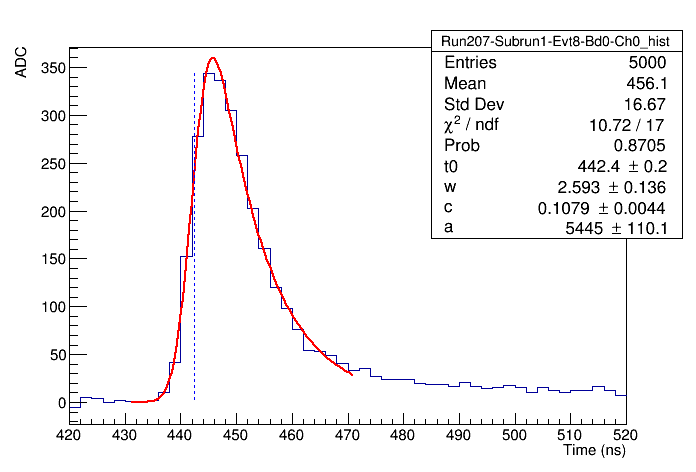 Run207-Subrun1-Evt8-Bd0-Ch0_hist
Entries 5000
Mean 456.1
Std Dev 16.67
χ² / ndf 10.72 / 17
Prob 0.8705
t0 442.4 ± 0.2
w 2.593 ± 0.136
c 0.1079 ± 0.0044
a 5445 ± 110.1
ADC
350
300
250
200
150
100
50
0
420 430 440 450 460 470 480 490 500 510 520
Time (ns)